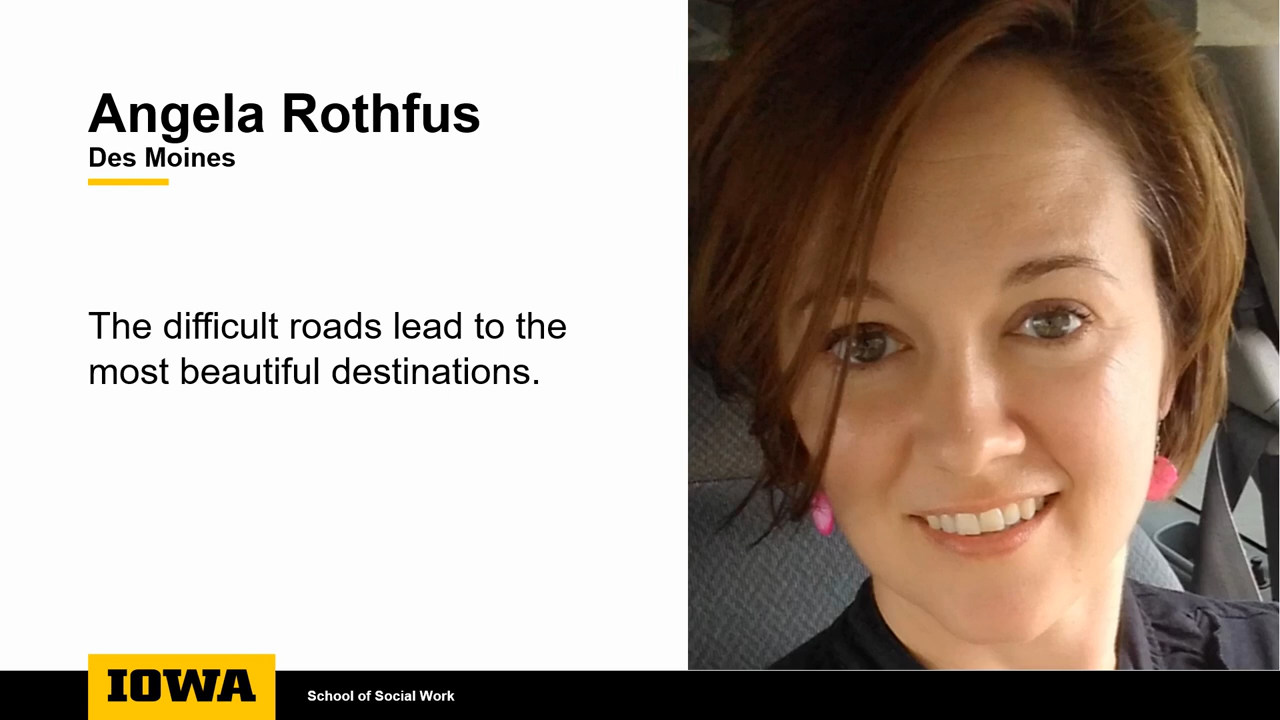 Angela Rothfus
Des Moines
The difficult roads lead to the
most beautiful destinations.
IOWA
School of Social Work